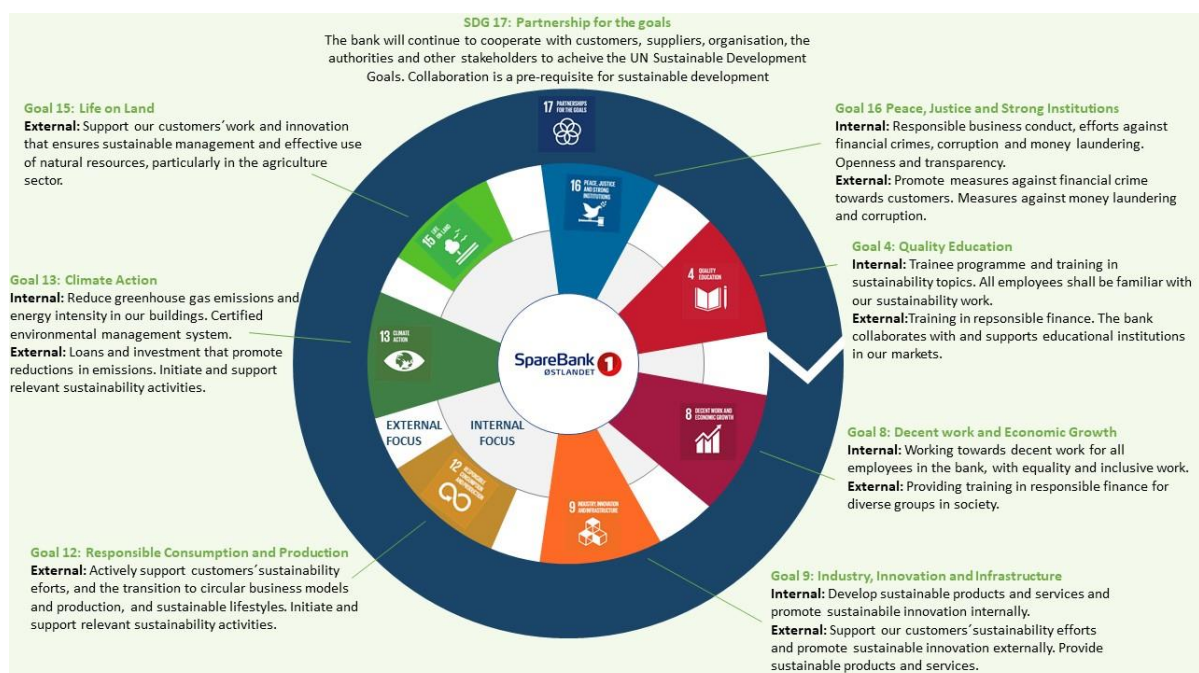 SDG 17: Partnership for the goals
The bank will continue to cooperate with customers, suppliers, organisation, the
authorities and other stakeholders to acheive the UN Sustainable Development
Goals. Collaboration is a pre-requisite for sustainable development
Goal 15: Life on Land
External: Support our customers´work and innovation
that ensures sustainable management and effective use
of natural resources, particularly in the agriculture
sector.
Goal 13: Climate Action
Internal: Reduce greenhouse gas emissions and
energy intensity in our buildings. Certified
environmental management system.
External: Loans and investment that promote
reductions in emissions. Initiate and support
relevant sustainability activities.
Goal 12: Responsible Consumption and Production
External: Actively support customers´sustainability
eforts, and the transition to circular business models
and production, and sustainable lifestyles. Initiate and
support relevant sustainability activities.
17 PARTNERSHIPS
FOR THE GOALS
16 PEACE, JUSTICE
AND STRONG
INSTITUTIONS
15 LIFE
ON LAND
4 QUALITY
EDUCATION
13 CLIMATE
ACTION
SpareBank 1
ØSTLANDET
8 DECENT WORK AND
ECONOMIC GROWTH
EXTERNAL
FOCUS
INTERNAL
FOCUS
12 RESPONSIBLE
CONSUMPTION
AND PRODUCTION
9 INDUSTRY, INNOVATION
AND INFRASTRUCTURE
Goal 16 Peace, Justice and Strong Institutions
Internal: Responsible business conduct, efforts against
financial crimes, corruption and money laundering.
Openness and transparency.
External: Promote measures against financial crime
towards customers. Measures against money laundering
and corruption.
Goal 4: Quality Education
Internal: Trainee programme and training in
sustainability topics. All employees shall be familiar with
our sustainability work.
External:Training in repsonsible finance. The bank
collaborates with and supports educational institutions
in our markets.
Goal 8: Decent work and Economic Growth
Internal: Working towards decent work for all
employees in the bank, with equality and inclusive work.
External: Providing training in responsible finance for
diverse groups in society.
Goal 9: Industry, Innovation and Infrastructure
Internal: Develop sustainable products and services and
promote sustainabile innovation internally.
External: Support our customers´sustainability efforts
and promote sustainable innovation externally. Provide
sustainable products and services.